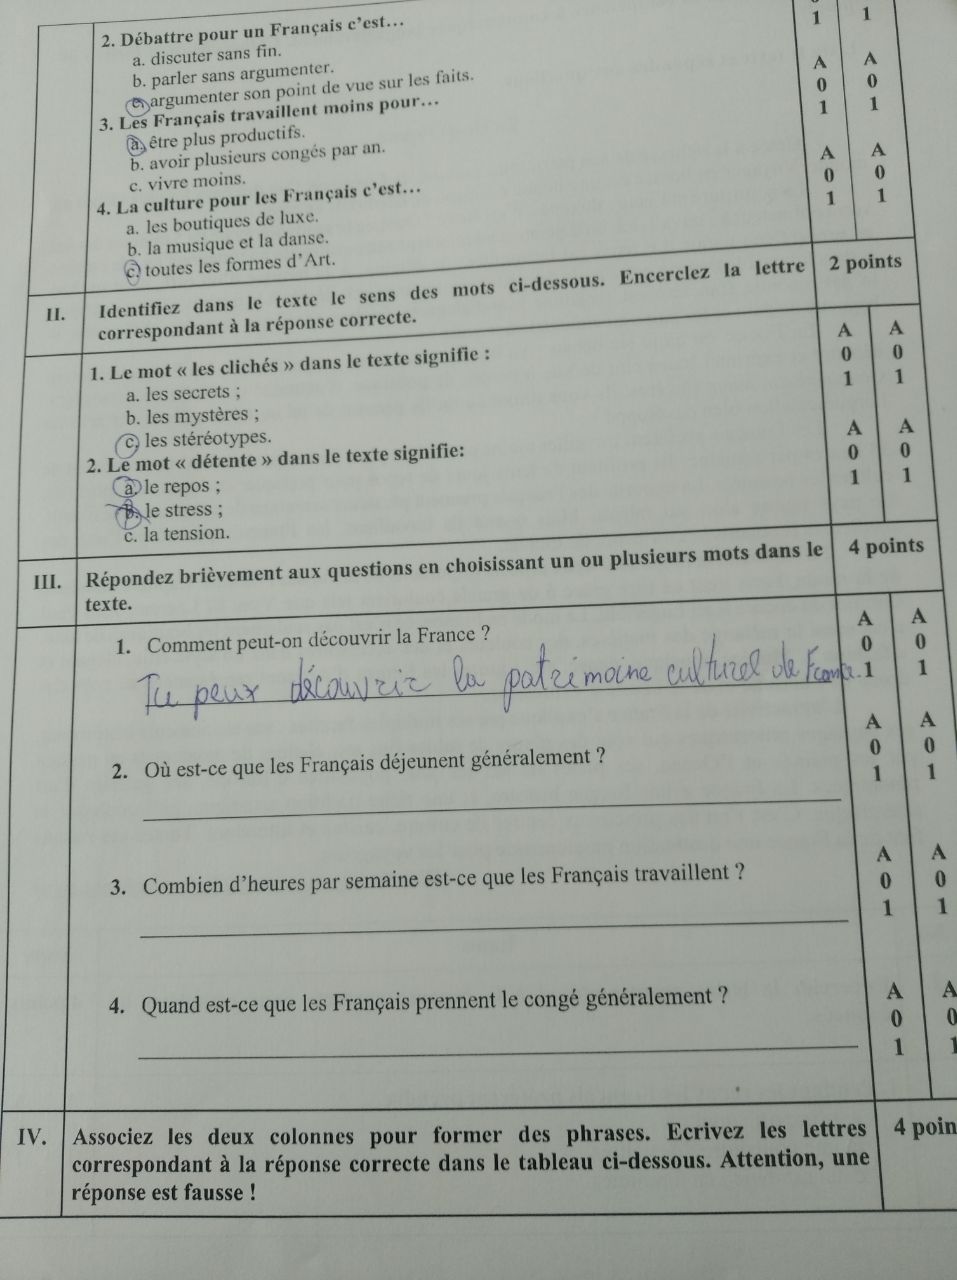 2. Débattre pour un Français c'est…
a. discuter sans fin.
b. parler sans argumenter.
c. argumenter son point de vue sur les faits.
3. Les Français travaillent moins pour…
a. être plus productifs.
b. avoir plusieurs congés par an.
c. vivre moins.
4. La culture pour les Français c'est…
a. les boutiques de luxe.
b. la musique et la danse.
c. toutes les formes d'Art.
1 1
A A
0 0
1 1
A A
0 0
1 1
II. Identifiez dans le texte le sens des mots ci-dessous. Encerclez la lettre
correspondant à la réponse correcte.
2 points
1. Le mot « les clichés » dans le texte signifie :
a. les secrets ;
b. les mystères ;
c. les stéréotypes.
2. Le mot « détente » dans le texte signifie:
a. le repos ;
b. le stress ;
c. la tension.
A A
0 0
1 1
A A
0 0
1 1
III. Répondez brièvement aux questions en choisissant un ou plusieurs mots dans le
texte.
4 points
1. Comment peut-on découvrir la France ?
Tu peux découvrir la patrimoine culturel de France.
2. Où est-ce que les Français déjeunent généralement ?
3. Combien d'heures par semaine est-ce que les Français travaillent ?
4. Quand est-ce que les Français prennent le congé généralement ?
A A
0 0
1 1
A A
0 0
1 1
A A
0 0
1 1
A A
0 0
1 1
IV. Associez les deux colonnes pour former des phrases. Ecrivez les lettres
correspondant à la réponse correcte dans le tableau ci-dessous. Attention, une
réponse est fausse !
4 poin